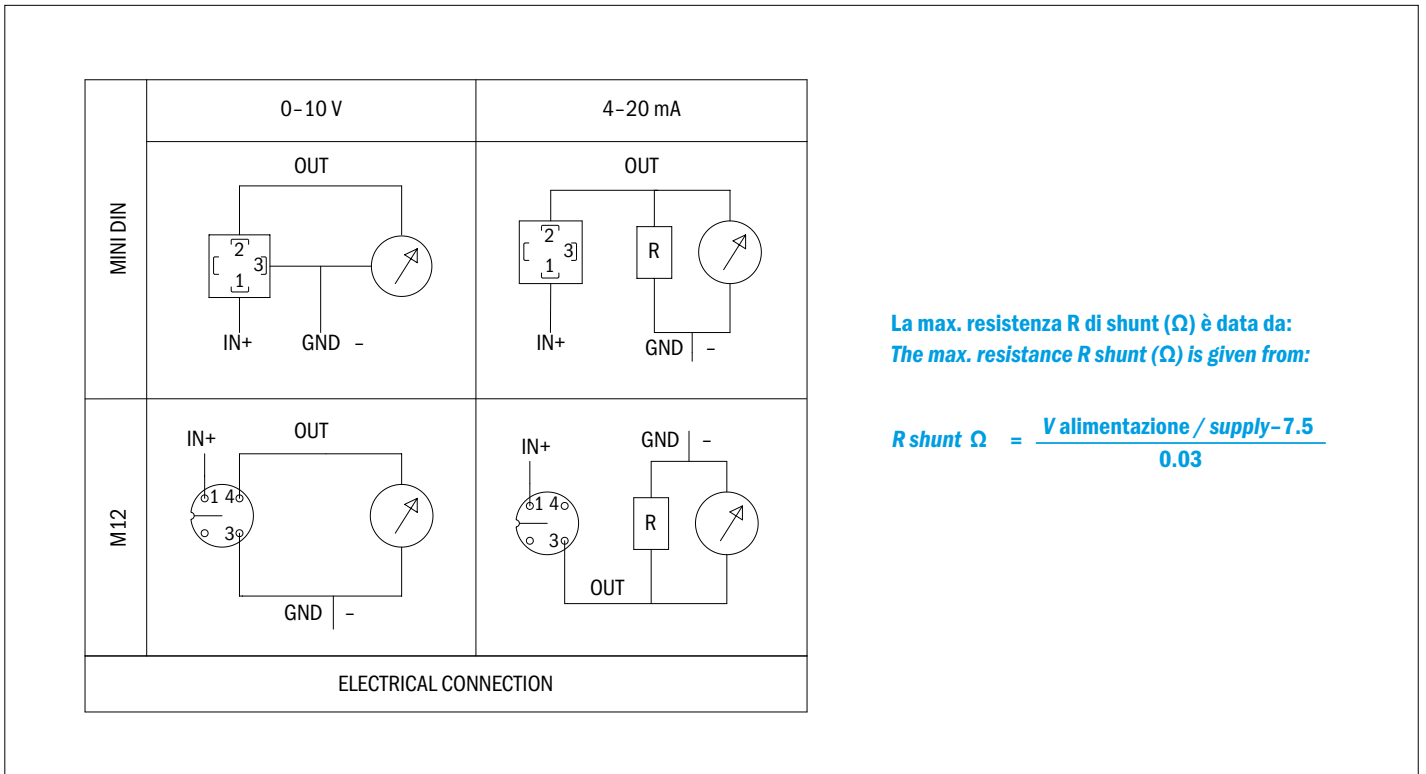 0–10 V
4–20 mA
MINI DIN
OUT
2
3
1
IN+
GND –
OUT
2
3
1
R
IN+
GND –
M12
IN+
OUT
1 4
3
GND –
IN+
GND –
1 4
3
R
OUT
ELECTRICAL CONNECTION
La max. resistenza R di shunt (Ω) è data da:
The max. resistance R shunt (Ω) is given from:
R shunt Ω = V alimentazione / supply–7.5
0.03